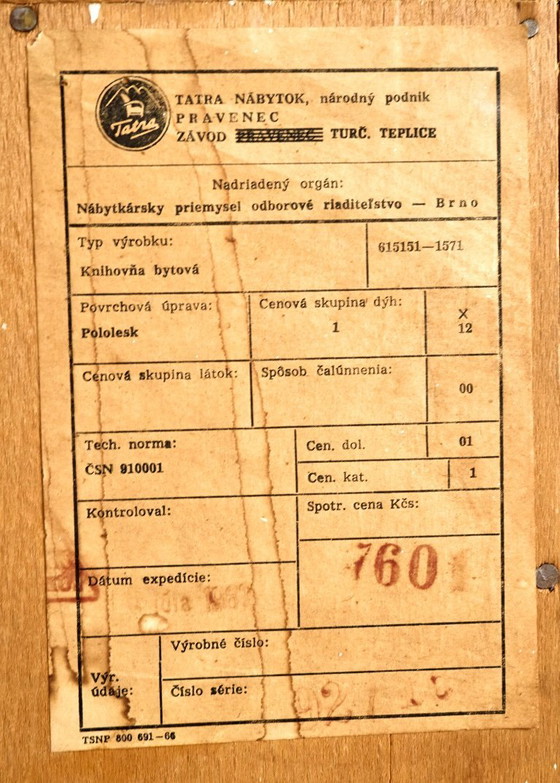 Tatra
TATRA NÁBYTOK, národný podnik
PRAVENEC
ZÁVOD PRAVENEC TURČ. TEPLICE
Nadriadený orgán:
Nábytkársky priemysel odborové riaditeľstvo — Brno
Typ výrobku:
615151—1571
Knihovňa bytová
Povrchová úprava:
Cenová skupina dýh:
X
Pololesk
1
12
Cenová skupina látok:
Spôsob čalúnnenia:
00
Tech. norma:
Cen. dol.
01
ČSN 910001
Cen. kat.
1
Kontroloval:
Spotr. cena Kčs:
760
Dátum expedície:
Výrobné číslo:
Výr.
údaje:
Číslo série:
TSNP 800 691—66